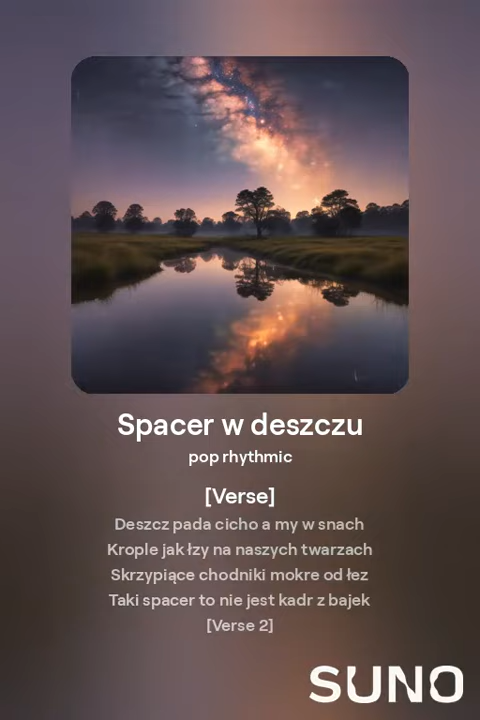 Spacer w deszczu
pop rhythmic
[Verse]
Deszcz pada cicho a my w snach
Krople jak łzy na naszych twarzach
Skrzypiące chodniki mokre od łez
Taki spacer to nie jest kadr z bajek
[Verse 2]
SUNO